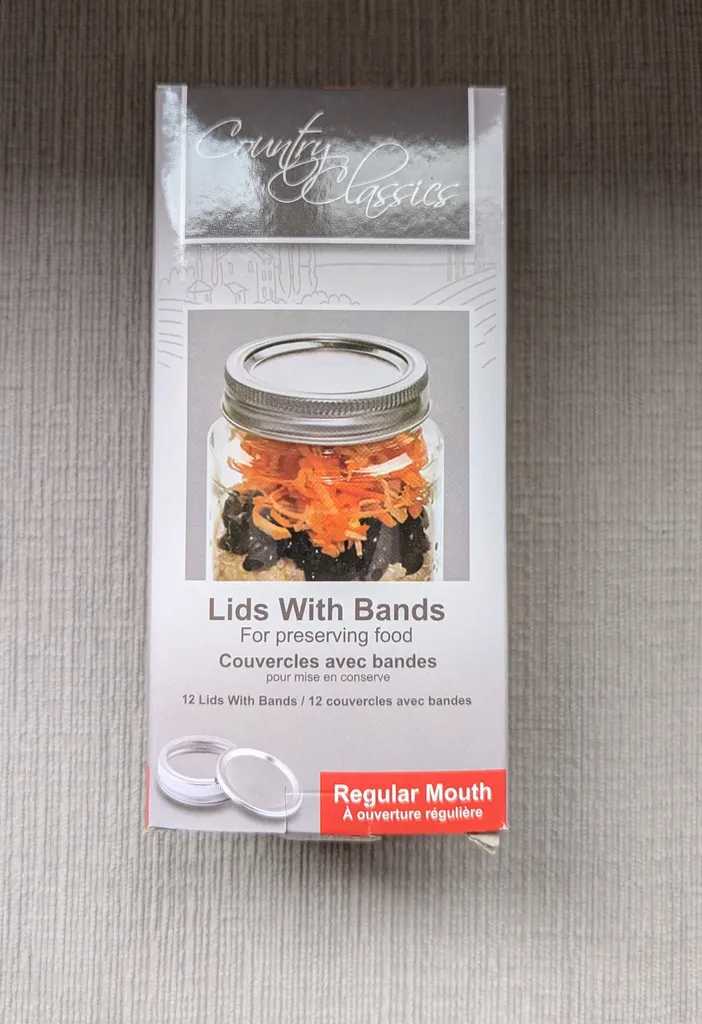 Country
Classics
Lids With Bands
For preserving food
Couvercles avec bandes
pour mise en conserve
12 Lids With Bands / 12 couvercles avec bandes
Regular Mouth
À ouverture régulière